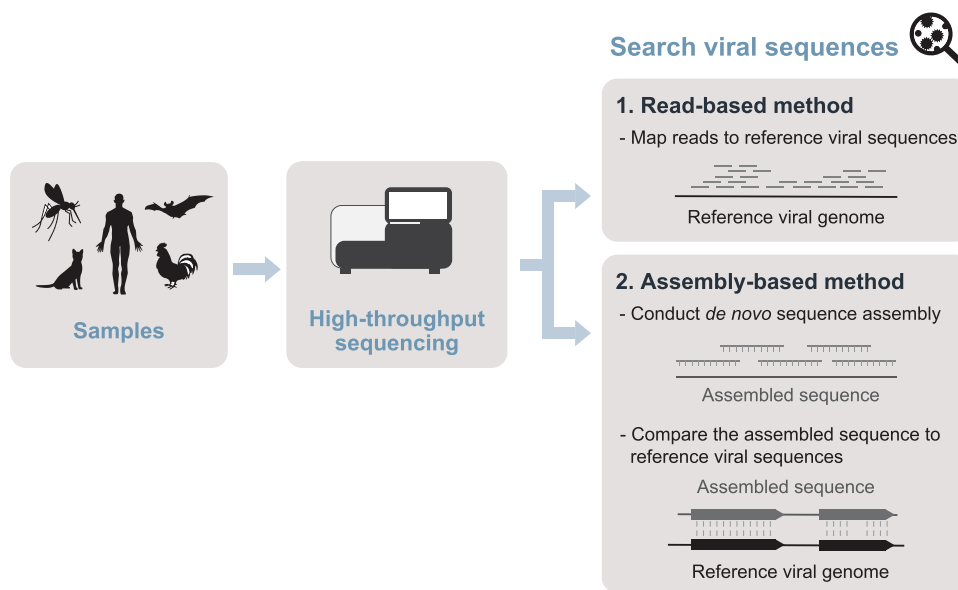 Search viral sequences
1. Read-based method
- Map reads to reference viral sequences
Reference viral genome
Samples
High-throughput
sequencing
2. Assembly-based method
- Conduct de novo sequence assembly
Assembled sequence
- Compare the assembled sequence to
reference viral sequences
Assembled sequence
Reference viral genome